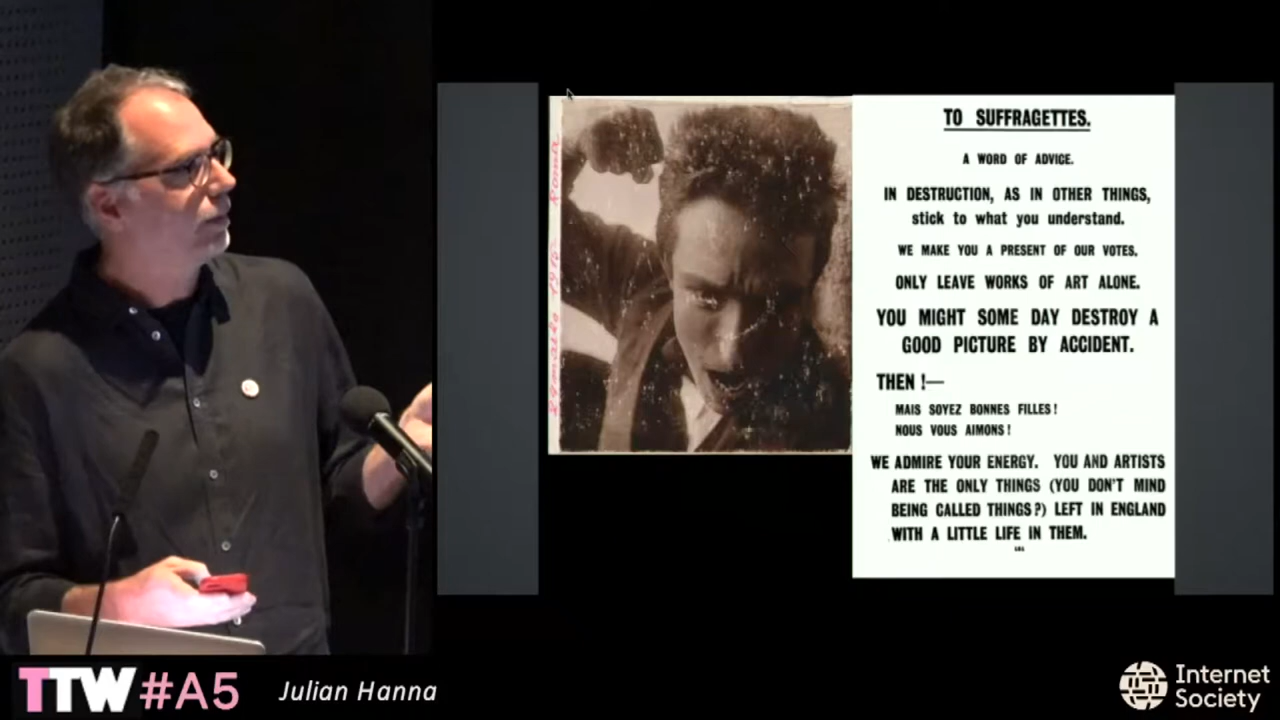 TO SUFFRAGETTES.
A WORD OF ADVICE.
IN DESTRUCTION, AS IN OTHER THINGS,
stick to what you understand.
WE MAKE YOU A PRESENT OF OUR VOTES.
ONLY LEAVE WORKS OF ART ALONE.
YOU MIGHT SOME DAY DESTROY A
GOOD PICTURE BY ACCIDENT.
THEN !—
MAIS SOYEZ BONNES FILLES!
NOUS VOUS AIMONS!
WE ADMIRE YOUR ENERGY. YOU AND ARTISTS
ARE THE ONLY THINGS (YOU DON'T MIND
BEING CALLED THINGS?) LEFT IN ENGLAND
WITH A LITTLE LIFE IN THEM.
TTW#A5
Julian Hanna
Internet
Society